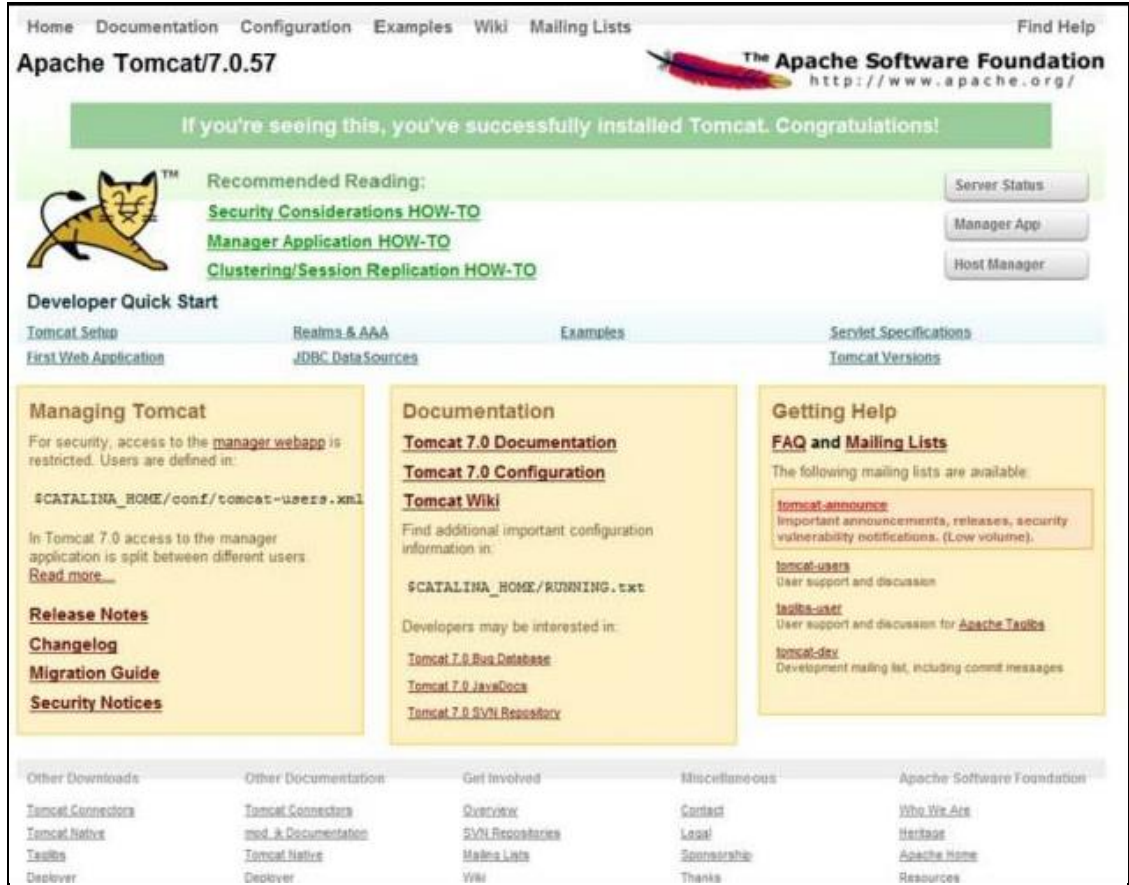 Home Documentation Configuration Examples Wiki Mailing Lists Find Help
Apache Tomcat/7.0.57
The Apache Software Foundation
http://www.apache.org/
If you're seeing this, you've successfully installed Tomcat. Congratulations!
TM
Recommended Reading:
Security Considerations HOW-TO
Manager Application HOW-TO
Clustering/Session Replication HOW-TO
Server Status
Manager App
Host Manager
Developer Quick Start
Tomcat Setup Realms & AAA Examples Servlet Specifications
First Web Application JDBC DataSources Tomcat Versions
Managing Tomcat
For security, access to the manager webapp is
restricted. Users are defined in:
$CATALINA_HOME/conf/tomcat-users.xml
In Tomcat 7.0 access to the manager
application is split between different users.
Read more...
Release Notes
Changelog
Migration Guide
Security Notices
Documentation
Tomcat 7.0 Documentation
Tomcat 7.0 Configuration
Tomcat Wiki
Find additional important configuration
information in:
$CATALINA_HOME/RUNNING.txt
Developers may be interested in:
Tomcat 7.0 Bug Database
Tomcat 7.0 JavaDocs
Tomcat 7.0 SVN Repository
Getting Help
FAQ and Mailing Lists
The following mailing lists are available:
tomcat-announce
Important announcements, releases, security
vulnerability notifications. (Low volume).
tomcat-users
User support and discussion
taglibs-user
User support and discussion for Apache Taglibs
tomcat-dev
Development mailing list, including commit messages
Other Downloads Other Documentation Get Involved Miscellaneous Apache Software Foundation
Tomcat Connectors Tomcat Connectors Overview Contact Who We Are
Tomcat Native mod_jk Documentation SVN Repositories Legal Heritage
Taglibs Tomcat Native Mailing Lists Sponsorship Apache Home
Deployer Deployer Wiki Thanks Resources